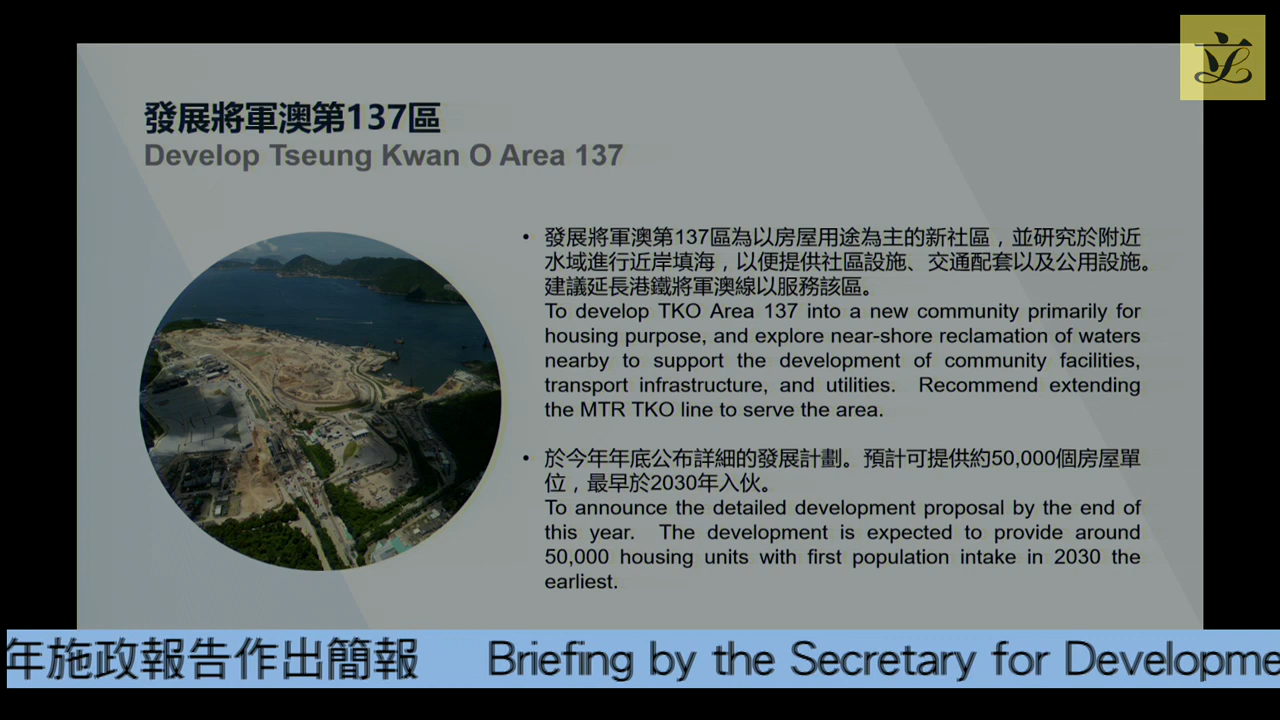 立
發展將軍澳第137區
Develop Tseung Kwan O Area 137
• 發展將軍澳第137區為以房屋用途為主的新社區，並研究於附近
水域進行近岸填海，以便提供社區設施、交通配套以及公用設施。
建議延長港鐵將軍澳線以服務該區。
To develop TKO Area 137 into a new community primarily for
housing purpose, and explore near-shore reclamation of waters
nearby to support the development of community facilities,
transport infrastructure, and utilities. Recommend extending
the MTR TKO line to serve the area.
• 於今年年底公布詳細的發展計劃。預計可提供約50,000個房屋單
位，最早於2030年入伙。
To announce the detailed development proposal by the end of
this year. The development is expected to provide around
50,000 housing units with first population intake in 2030 the
earliest.
年施政報告作出簡報 Briefing by the Secretary for Developme